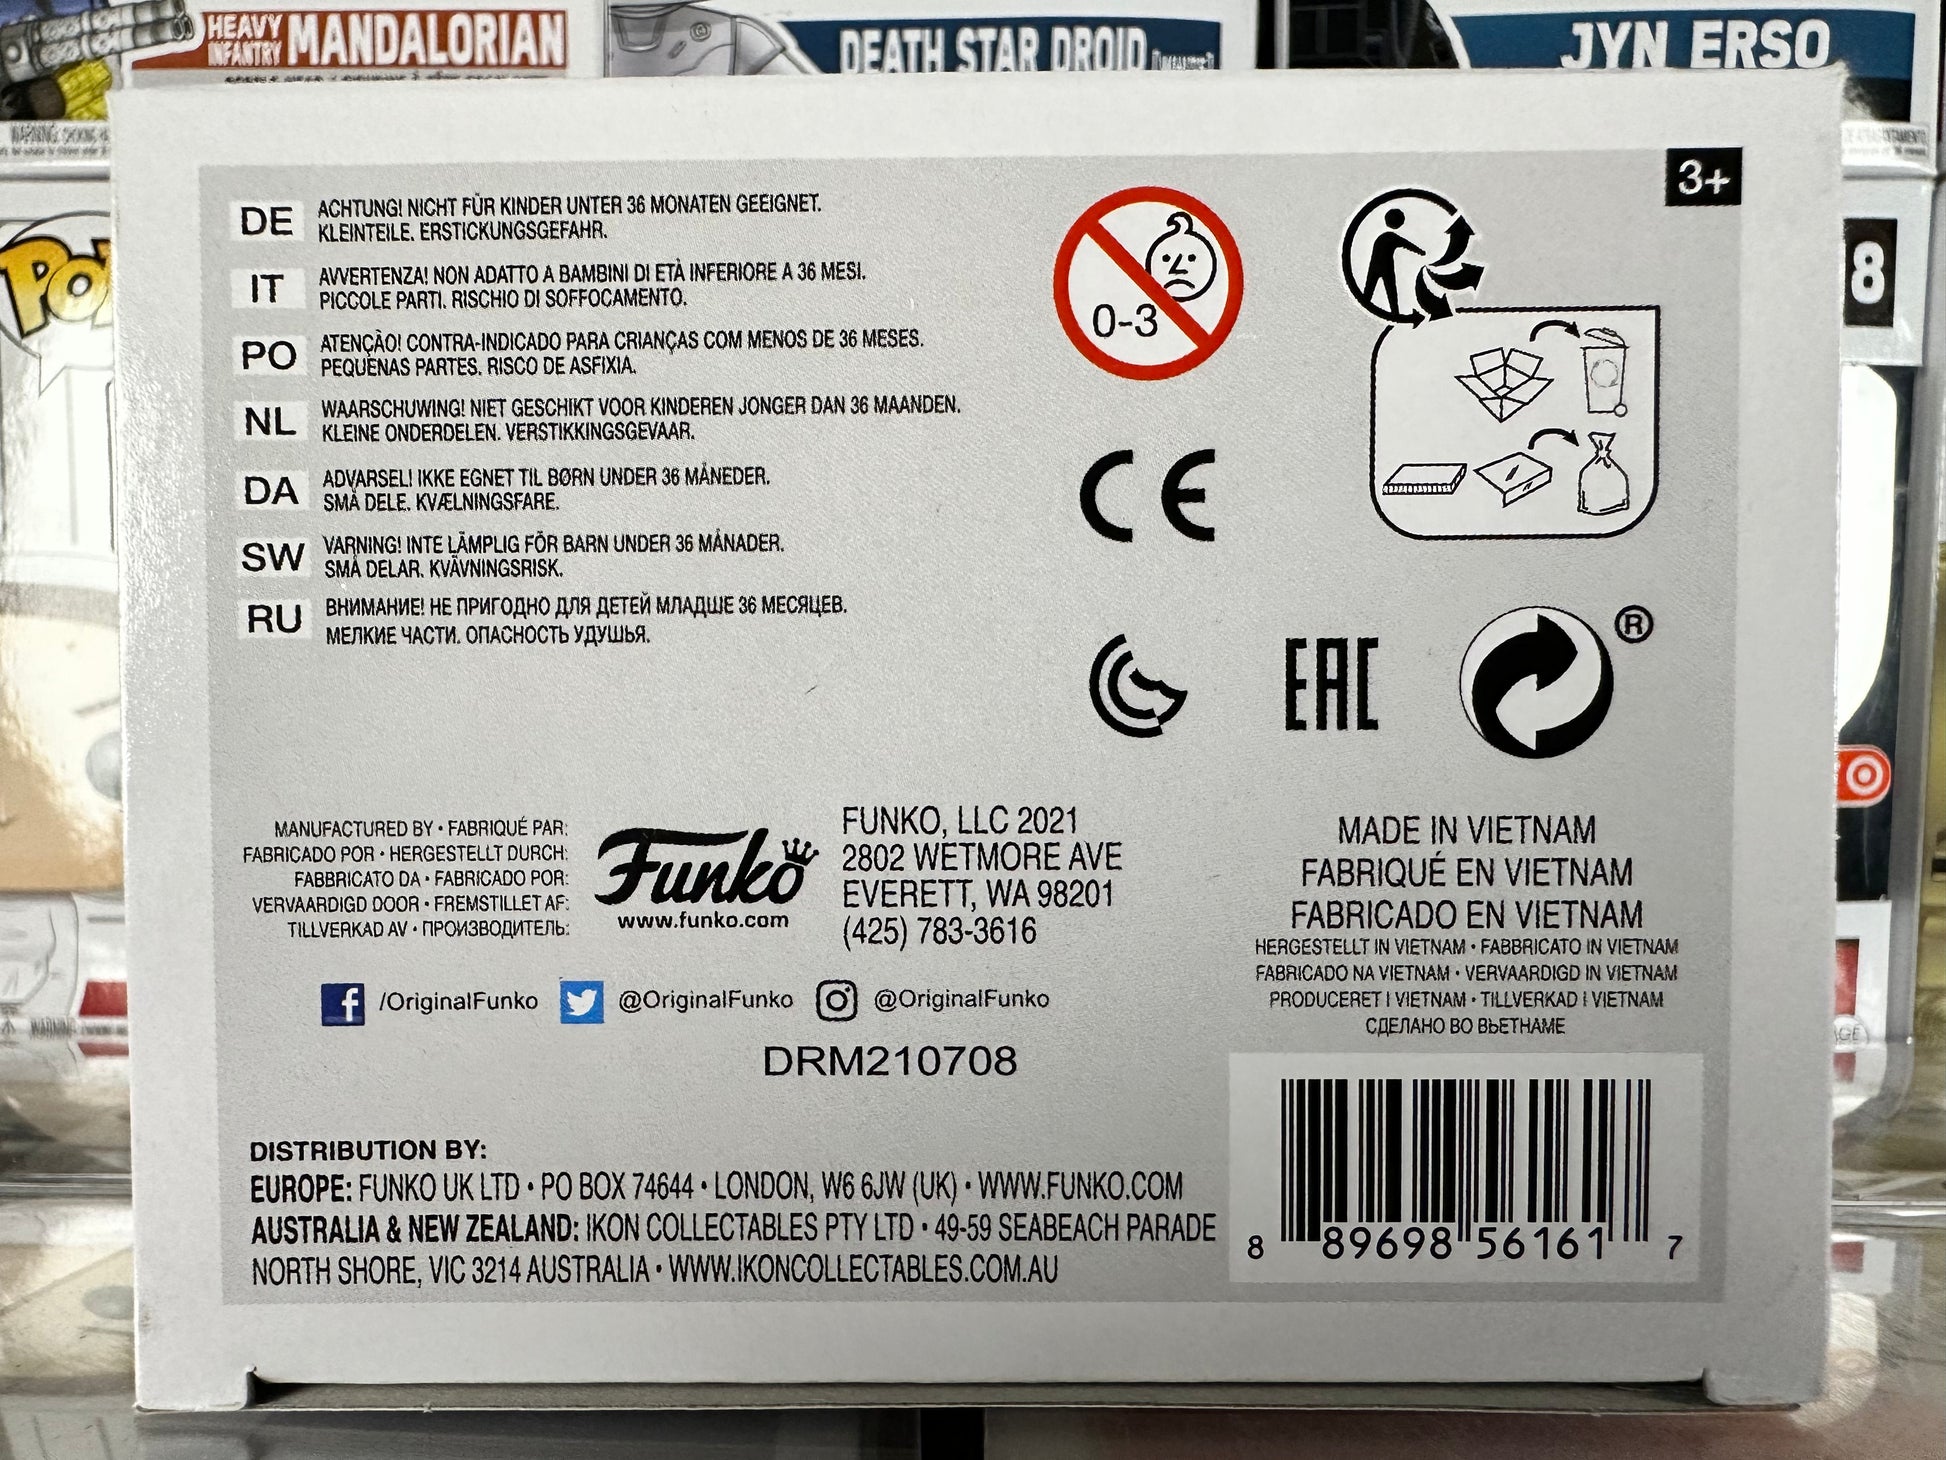 HEAVY INFANTRY MANDALORIAN
DEATH STAR DROID
JYN ERSO
WARNING:
POP
8
3+
DE
ACHTUNG! NICHT FÜR KINDER UNTER 36 MONATEN GEEIGNET.
KLEINTEILE. ERSTICKUNGSGEFAHR.
IT
AVVERTENZA! NON ADATTO A BAMBINI DI ETÀ INFERIORE A 36 MESI.
PICCOLE PARTI. RISCHIO DI SOFFOCAMENTO.
PO
ATENÇÃO! CONTRA-INDICADO PARA CRIANÇAS COM MENOS DE 36 MESES.
PEQUENAS PARTES. RISCO DE ASFIXIA.
NL
WAARSCHUWING! NIET GESCHIKT VOOR KINDEREN JONGER DAN 36 MAANDEN.
KLEINE ONDERDELEN. VERSTIKKINGSGEVAAR.
DA
ADVARSEL! IKKE EGNET TIL BØRN UNDER 36 MÅNEDER.
SMÅ DELE. KVÆLNINGSFARE.
SW
VARNING! INTE LÄMPLIG FÖR BARN UNDER 36 MÅNADER.
SMÅ DELAR. KVÄVNINGSRISK.
RU
ВНИМАНИЕ! НЕ ПРИГОДНО ДЛЯ ДЕТЕЙ МЛАДШЕ 36 МЕСЯЦЕВ.
МЕЛКИЕ ЧАСТИ. ОПАСНОСТЬ УДУШЬЯ.
0-3
CE
EAC
®
MANUFACTURED BY • FABRIQUÉ PAR:
FABRICADO POR • HERGESTELLT DURCH:
FABBRICATO DA • FABRICADO POR:
VERVAARDIGD DOOR • FREMSTILLET AF:
TILLVERKAD AV • ПРОИЗВОДИТЕЛЬ:
Funko
www.funko.com
FUNKO, LLC 2021
2802 WETMORE AVE
EVERETT, WA 98201
(425) 783-3616
MADE IN VIETNAM
FABRIQUÉ EN VIETNAM
FABRICADO EN VIETNAM
HERGESTELLT IN VIETNAM • FABBRICATO IN VIETNAM
FABRICADO NA VIETNAM • VERVAARDIGD IN VIETNAM
PRODUCERET I VIETNAM • TILLVERKAD I VIETNAM
СДЕЛАНО ВО ВЬЕТНАМЕ
/OriginalFunko @OriginalFunko @OriginalFunko
DRM210708
DISTRIBUTION BY:
EUROPE: FUNKO UK LTD • PO BOX 74644 • LONDON, W6 6JW (UK) • WWW.FUNKO.COM
AUSTRALIA & NEW ZEALAND: IKON COLLECTABLES PTY LTD • 49-59 SEABEACH PARADE
NORTH SHORE, VIC 3214 AUSTRALIA • WWW.IKONCOLLECTABLES.COM.AU
8 89698 56161 7